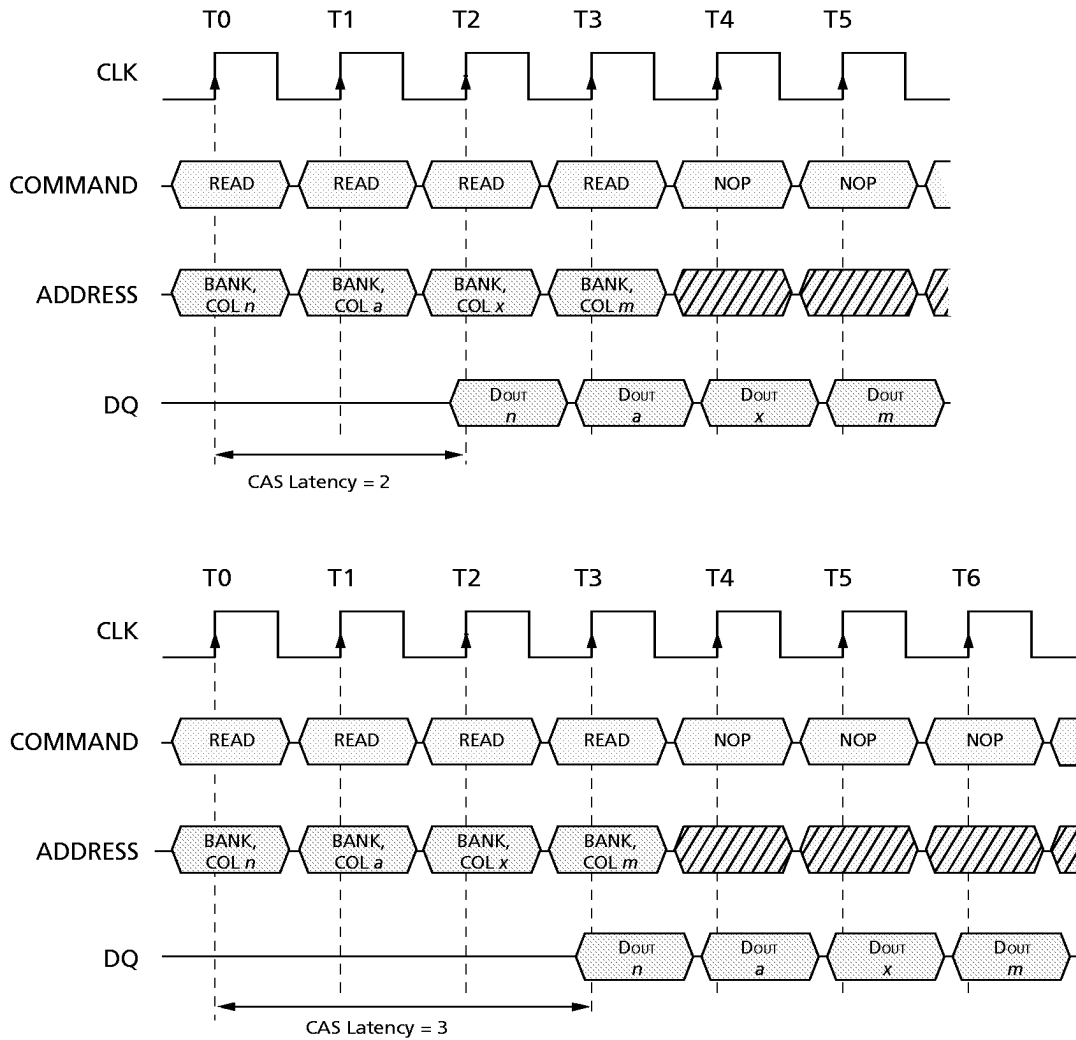 T0 T1 T2 T3 T4 T5
CLK
COMMAND READ READ READ READ NOP NOP
ADDRESS BANK, BANK, BANK, BANK,
COL n COL a COL x COL m
DQ DOUT DOUT DOUT DOUT
n a x m
CAS Latency = 2
T0 T1 T2 T3 T4 T5 T6
CLK
COMMAND READ READ READ READ NOP NOP NOP
ADDRESS BANK, BANK, BANK, BANK,
COL n COL a COL x COL m
DQ DOUT DOUT DOUT DOUT
n a x m
CAS Latency = 3